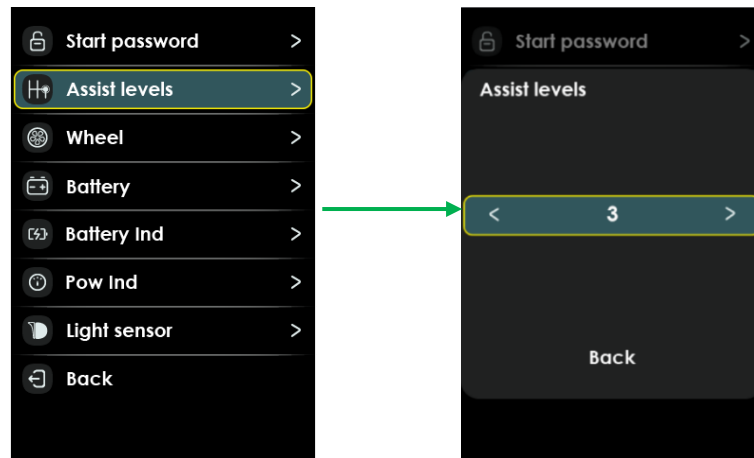 Start password >
Assist levels >
Wheel >
Battery >
Battery Ind >
Pow Ind >
Light sensor >
Back
Start password >
Assist levels
< 3 >
Back